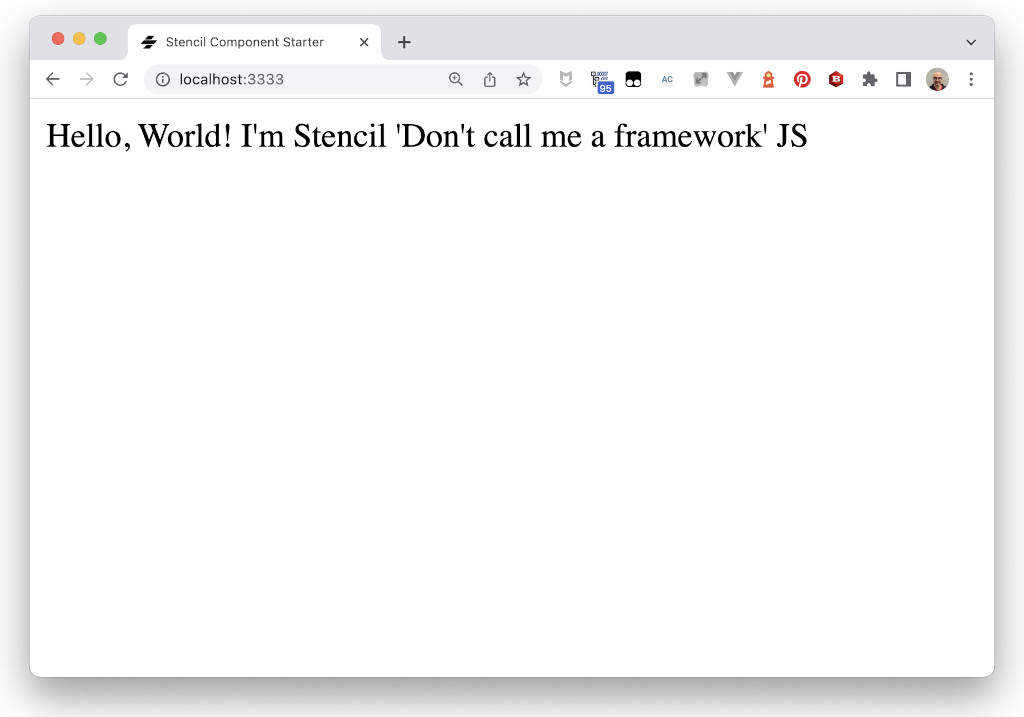 Stencil Component Starter
localhost:3333
95
AC
B
Hello, World! I'm Stencil 'Don't call me a framework' JS